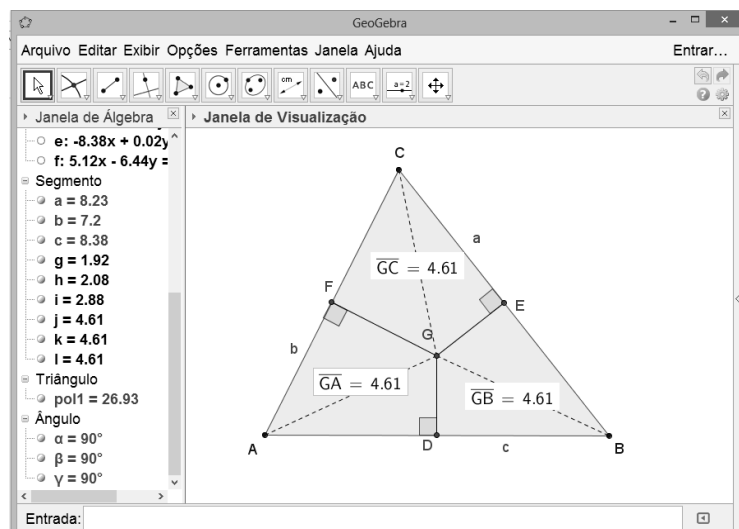 GeoGebra
Arquivo Editar Exibir Opções Ferramentas Janela Ajuda
Entrar...
cm
ABC
a=2
Janela de Álgebra
Janela de Visualização
e: -8.38x + 0.02y
f: 5.12x - 6.44y =
Segmento
a = 8.23
b = 7.2
c = 8.38
g = 1.92
h = 2.08
i = 2.88
j = 4.61
k = 4.61
l = 4.61
Triângulo
pol1 = 26.93
Ângulo
α = 90°
β = 90°
γ = 90°
C
a
GC = 4.61
F
E
G
b
GA = 4.61
GB = 4.61
A
D
c
B
Entrada: